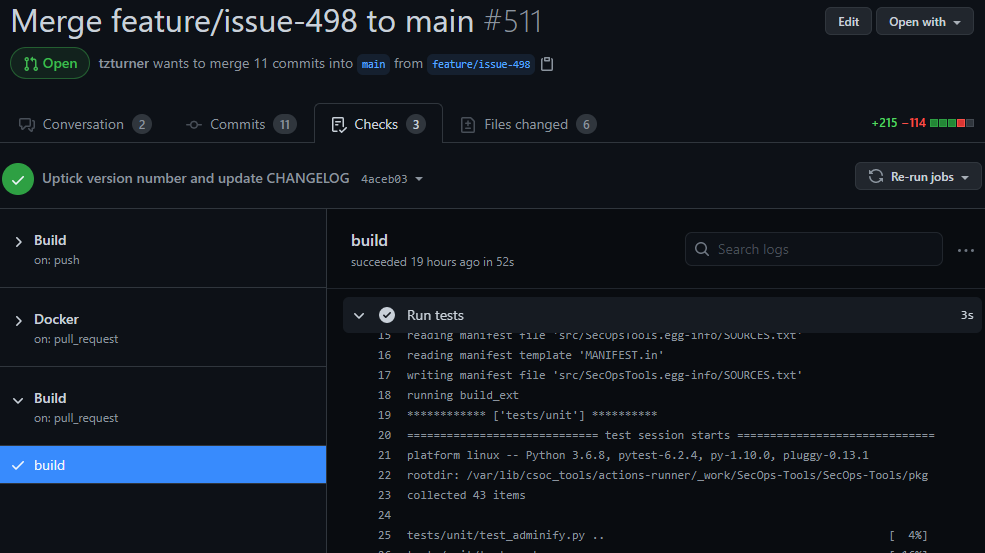 Merge feature/issue-498 to main #511
Edit
Open with
Open
tzturner wants to merge 11 commits into main from feature/issue-498
Conversation 2
Commits 11
Checks 3
Files changed 6
+215 −114
Uptick version number and update CHANGELOG 4aceb03
Re-run jobs
Build
on: push
Docker
on: pull_request
Build
on: pull_request
build
build
succeeded 19 hours ago in 52s
Search logs
Run tests 3s
15 reading manifest file 'src/SecOpsTools.egg-info/SOURCES.txt'
16 reading manifest template 'MANIFEST.in'
17 writing manifest file 'src/SecOpsTools.egg-info/SOURCES.txt'
18 running build_ext
19 ************ ['tests/unit'] **********
20 ============================= test session starts ==============================
21 platform linux -- Python 3.6.8, pytest-6.2.4, py-1.10.0, pluggy-0.13.1
22 rootdir: /var/lib/csoc_tools/actions-runner/_work/SecOps-Tools/SecOps-Tools/pkg
23 collected 43 items
24
25 tests/unit/test_adminify.py .. [  4%]